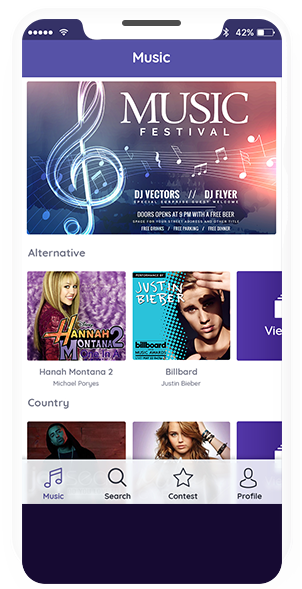 42%
Music
MUSIC
FESTIVAL
DJ VECTORS // DJ FLYER
SPECIAL SURPRISE GUEST WELCOME
DOORS OPENS AT 9 PM WITH A FREE BEER
SPACE FOR YOUR STREET ADDRESS AND OTHER TITLE
FREE DRINKS / FREE PARKING / FREE DINNER
Alternative
HANNAH
MONTANA 2
PERFORMANCE BY
JUSTIN
BIEBER
billboard
MUSIC AWARDS
Vie
Hanah Montana 2
Billbard
Michael Poryes
Justin Bieber
Country
Music
Search
Contest
Profile